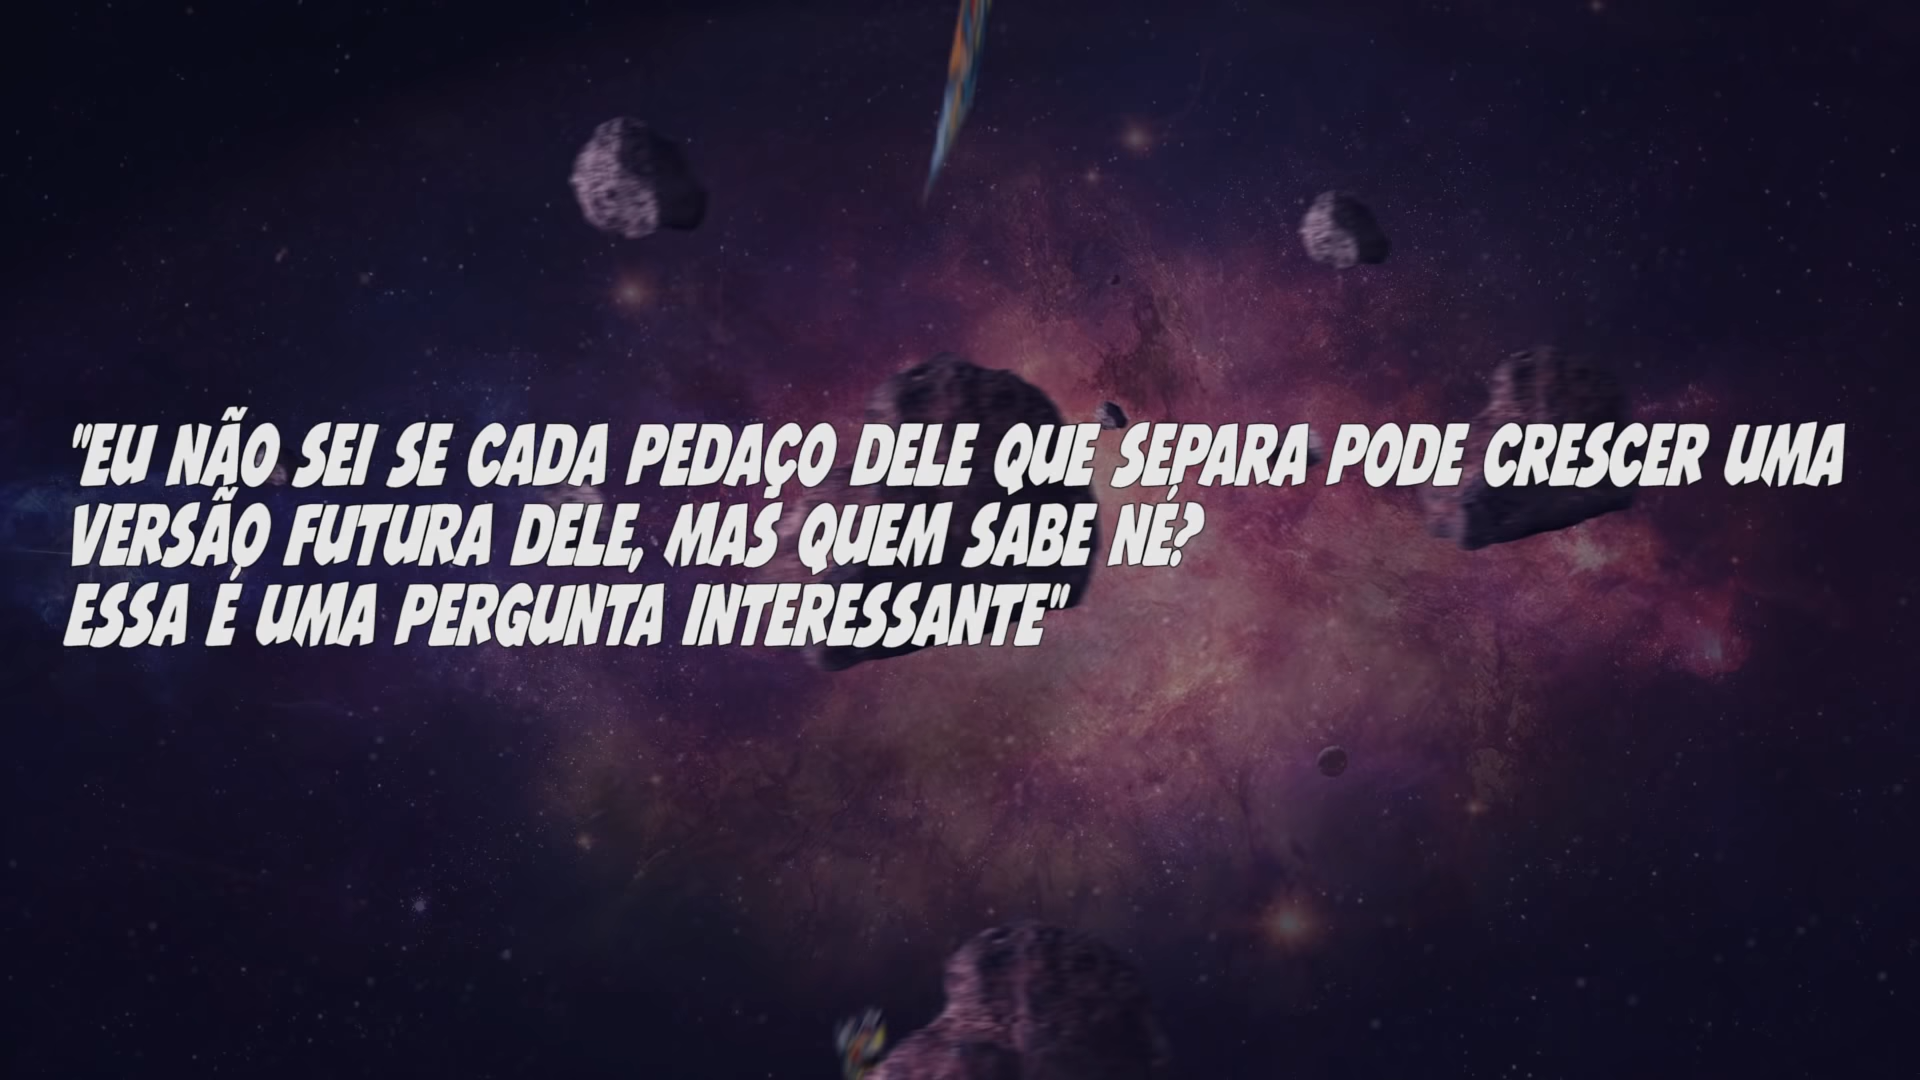 "EU NÃO SEI SE CADA PEDAÇO DELE QUE SEPARA PODE CRESCER UMA
VERSÃO FUTURA DELE, MAS QUEM SABE NÉ?
ESSA É UMA PERGUNTA INTERESSANTE"